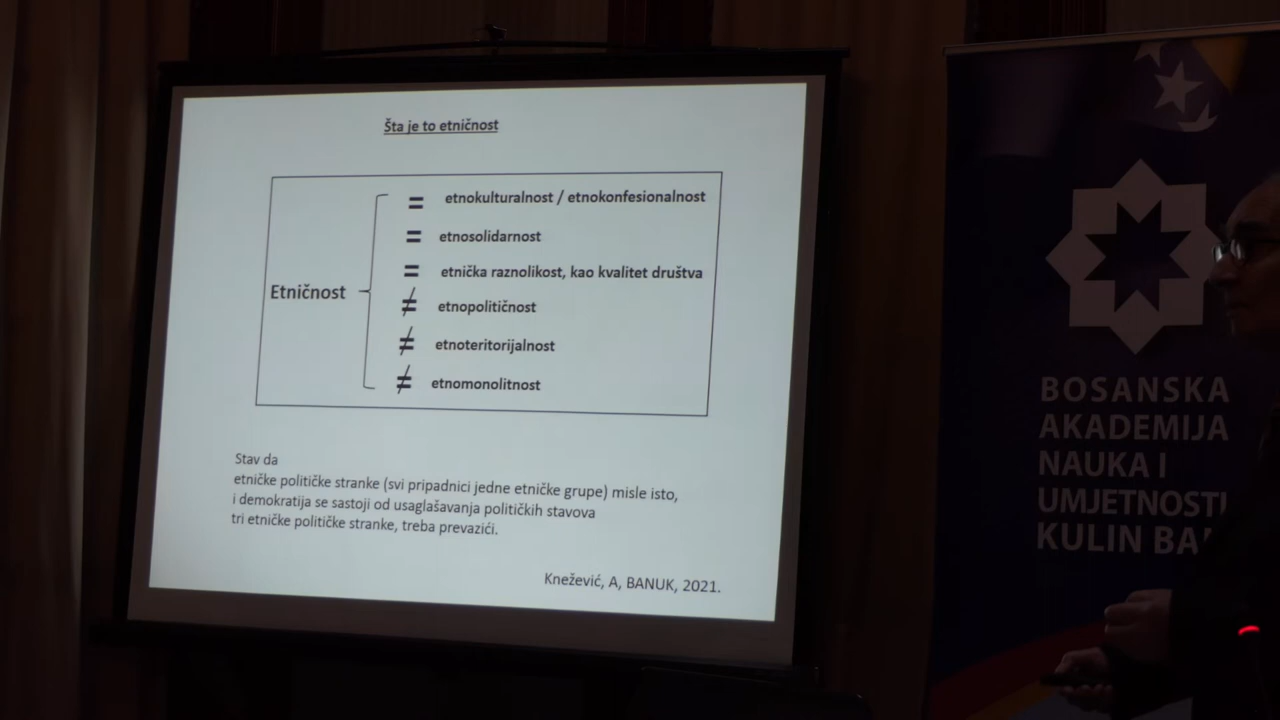 Šta je to etničnost
Etničnost
= etnokulturalnost / etnokonfesionalnost
= etnosolidarnost
= etnička raznolikost, kao kvalitet društva
≠ etnopolitičnost
≠ etnoteritorijalnost
≠ etnomonolitnost
Stav da
etničke političke stranke (svi pripadnici jedne etničke grupe) misle isto,
i demokratija se sastoji od usaglašavanja političkih stavova
tri etničke političke stranke, treba prevazići.
Knežević, A, BANUK, 2021.
BOSANSKA
AKADEMIJA
NAUKA I
UMJETNOSTI
KULIN